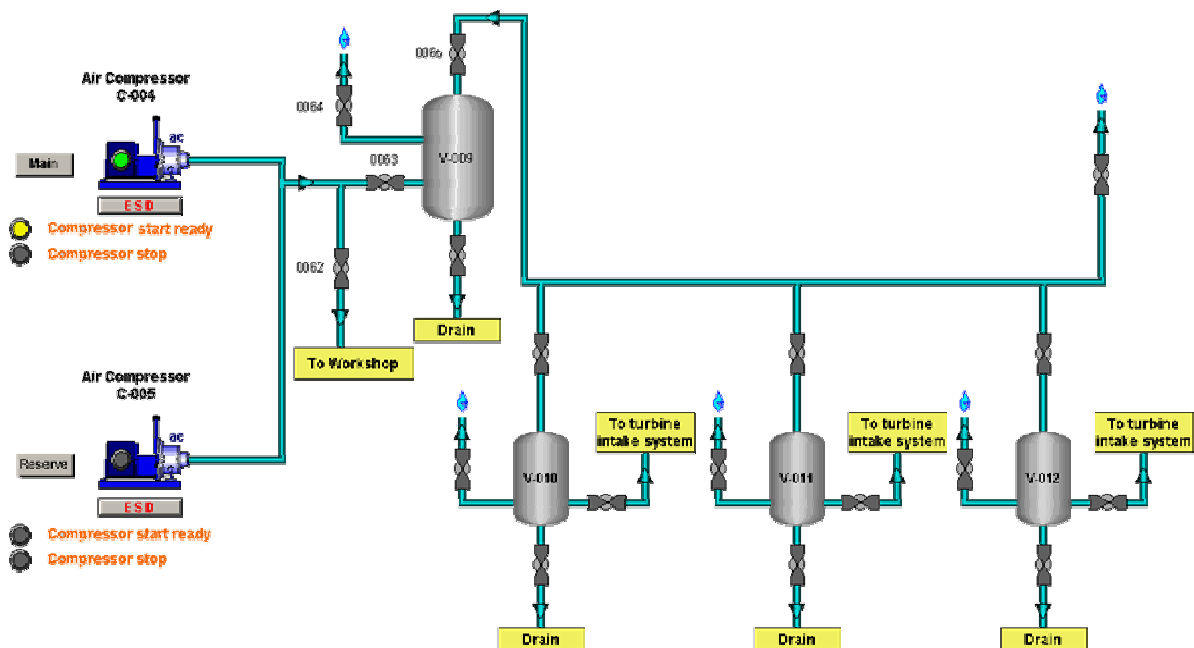 Air Compressor
C-004
Main
ac
ESD
Compressor start ready
Compressor stop
0064
0063
V-009
0062
Drain
To Workshop
Air Compressor
C-005
Reserve
ac
ESD
Compressor start ready
Compressor stop
To turbine
intake system
To turbine
intake system
To turbine
intake system
V-010
V-011
V-012
Drain
Drain
Drain